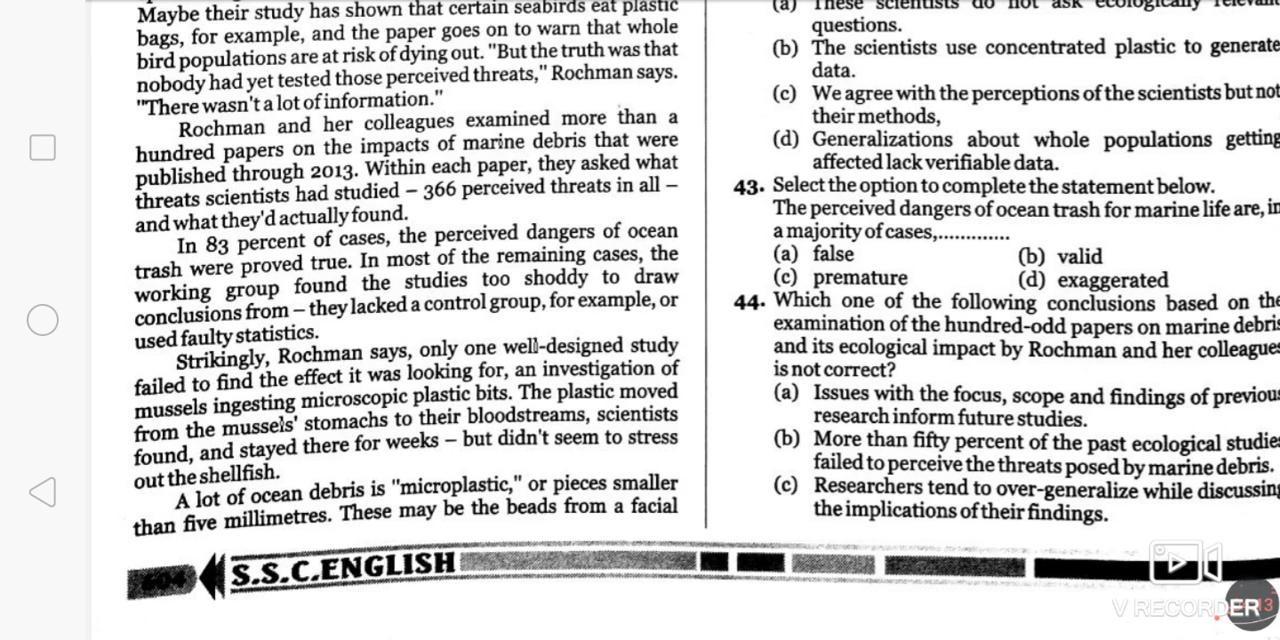 Maybe their study has shown that certain seabirds eat plastic
bags, for example, and the paper goes on to warn that whole
bird populations are at risk of dying out. "But the truth was that
nobody had yet tested those perceived threats," Rochman says.
"There wasn't a lot of information."
Rochman and her colleagues examined more than a
hundred papers on the impacts of marine debris that were
published through 2013. Within each paper, they asked what
threats scientists had studied – 366 perceived threats in all –
and what they'd actually found.
In 83 percent of cases, the perceived dangers of ocean
trash were proved true. In most of the remaining cases, the
working group found the studies too shoddy to draw
conclusions from – they lacked a control group, for example, or
used faulty statistics.
Strikingly, Rochman says, only one well-designed study
failed to find the effect it was looking for, an investigation of
mussels ingesting microscopic plastic bits. The plastic moved
from the mussels' stomachs to their bloodstreams, scientists
found, and stayed there for weeks – but didn't seem to stress
out the shellfish.
A lot of ocean debris is "microplastic," or pieces smaller
than five millimetres. These may be the beads from a facial
(a) These scientists do not ask ecologically relevant
questions.
(b) The scientists use concentrated plastic to generate
data.
(c) We agree with the perceptions of the scientists but not
their methods,
(d) Generalizations about whole populations getting
affected lack verifiable data.
43. Select the option to complete the statement below.
The perceived dangers of ocean trash for marine life are, in
a majority of cases,.............
(a) false (b) valid
(c) premature (d) exaggerated
44. Which one of the following conclusions based on the
examination of the hundred-odd papers on marine debris
and its ecological impact by Rochman and her colleagues
is not correct?
(a) Issues with the focus, scope and findings of previous
research inform future studies.
(b) More than fifty percent of the past ecological studies
failed to perceive the threats posed by marine debris.
(c) Researchers tend to over-generalize while discussing
the implications of their findings.
604 S.S.C.ENGLISH
V RECORDER